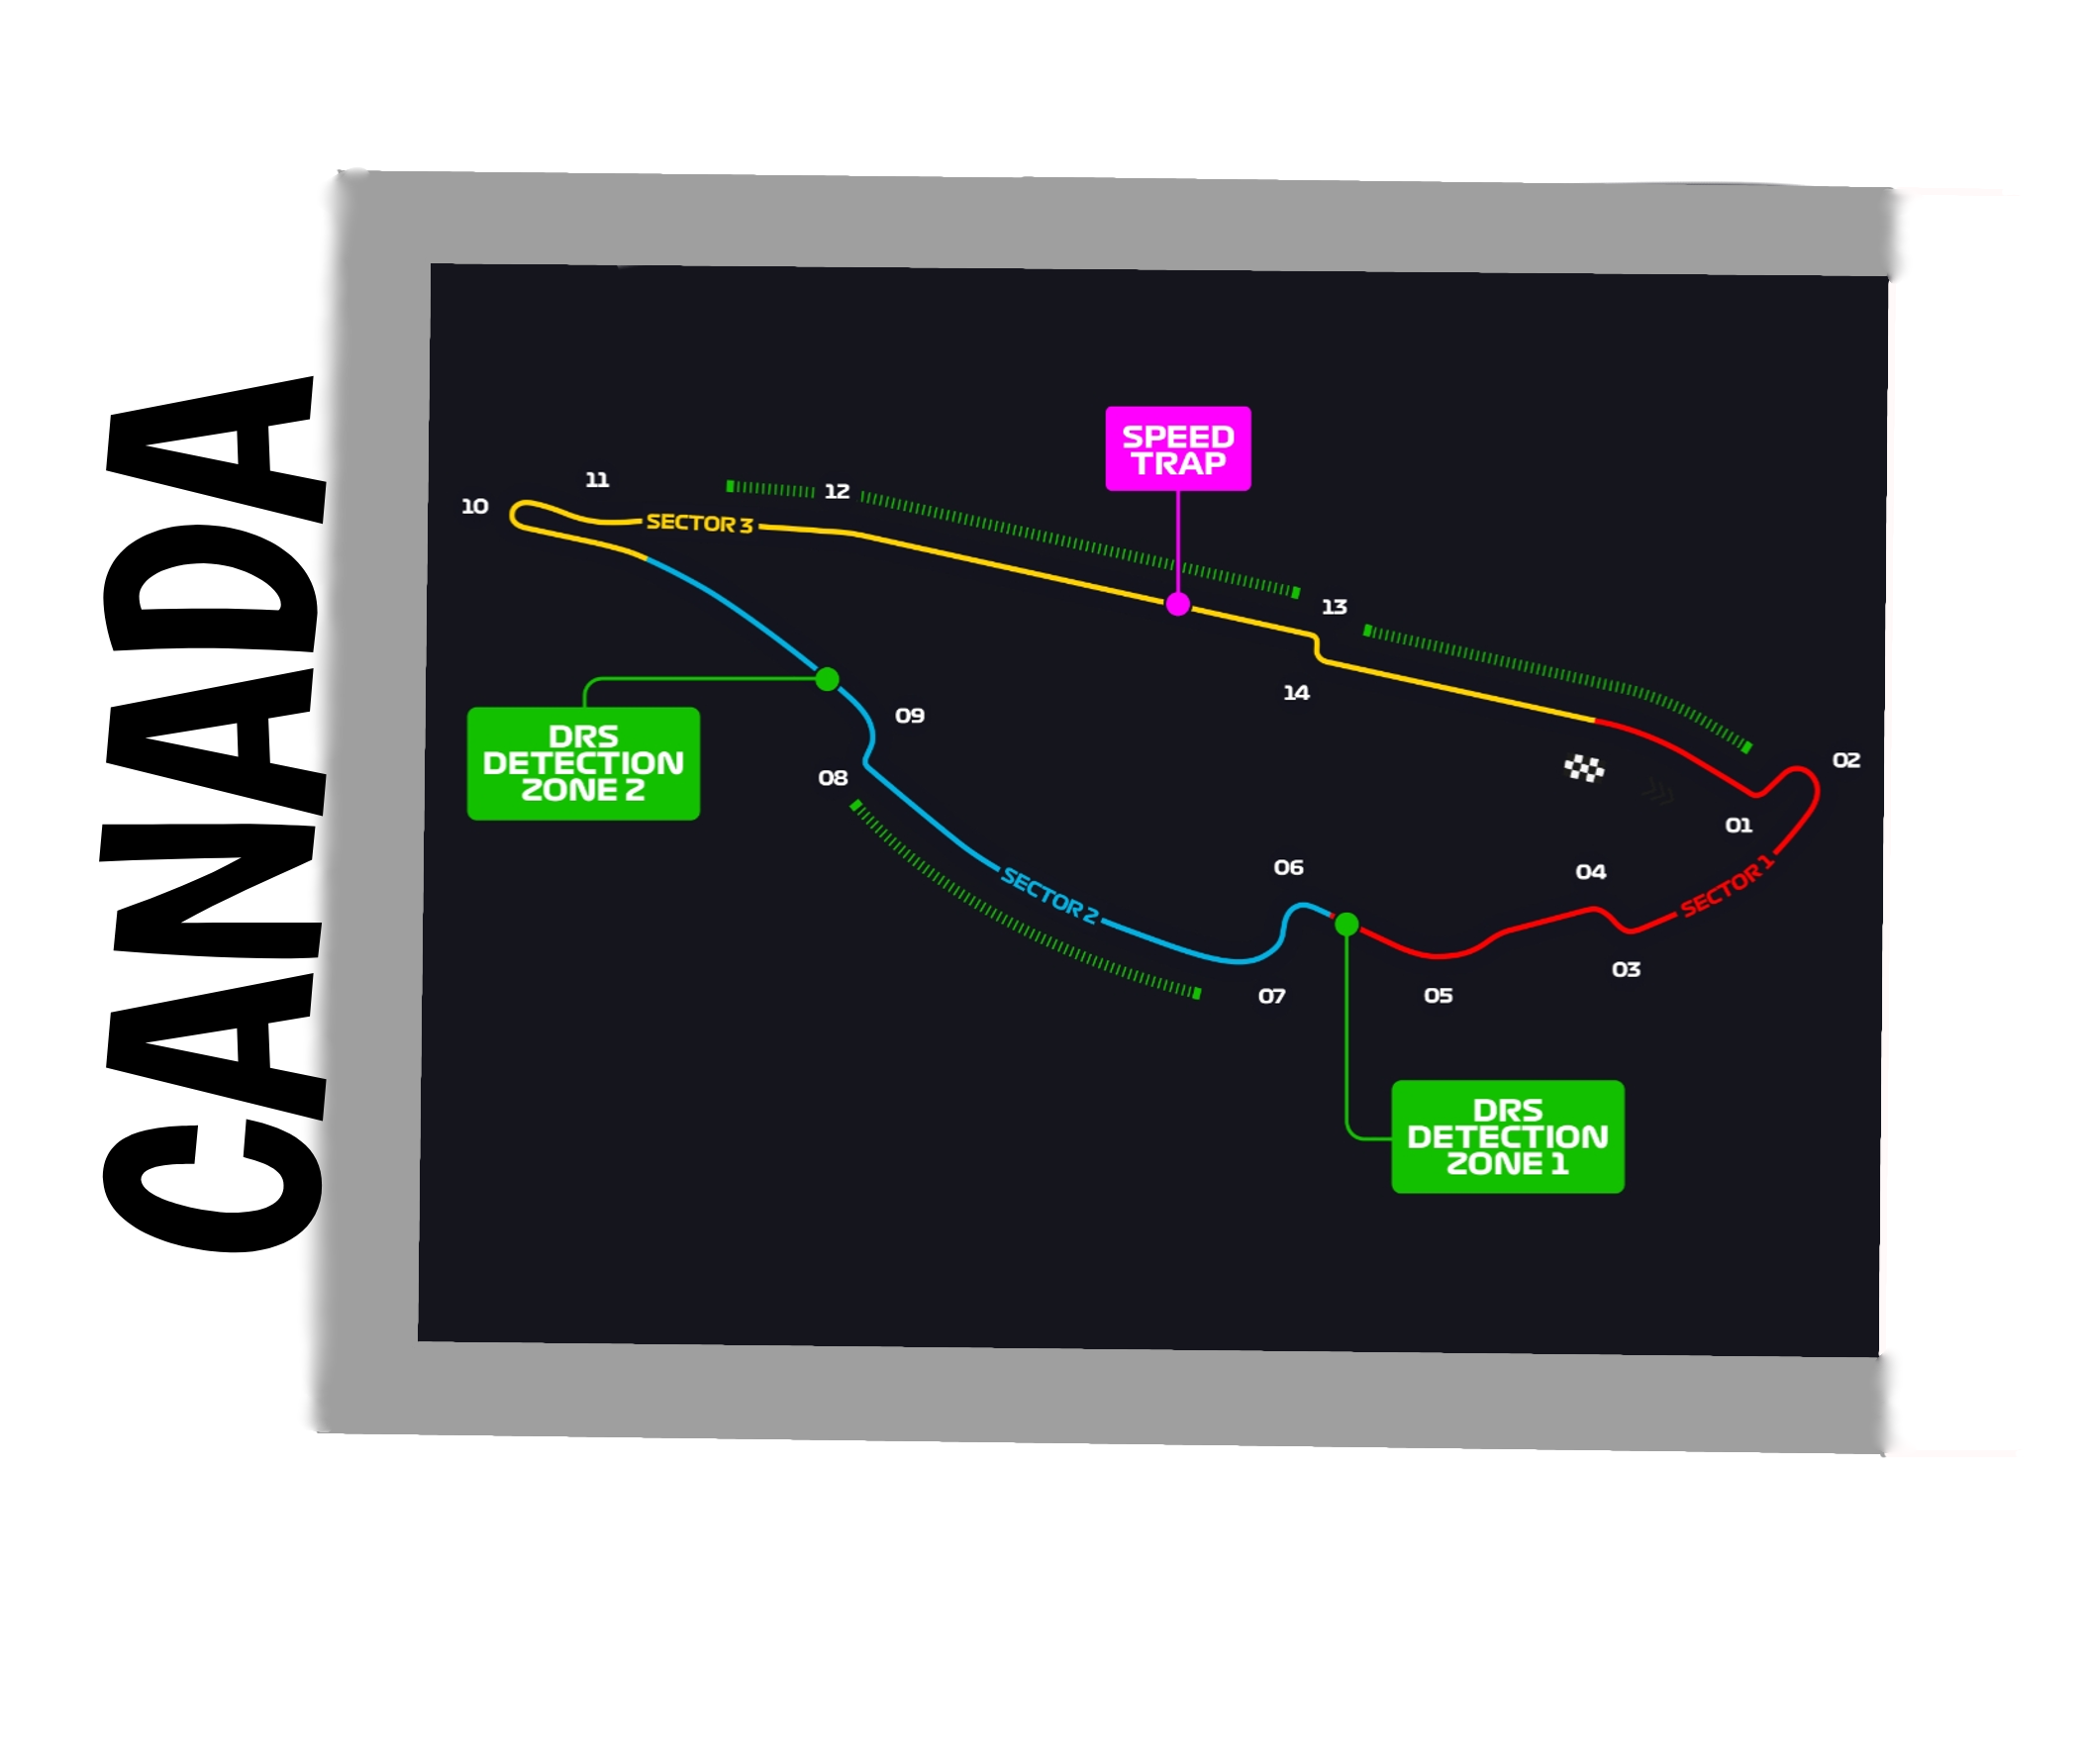 CANADA
SPEED
TRAP
11
10
12
SECTOR 3
13
14
09
DRS
DETECTION
ZONE 2
08
02
01
06
04
SECTOR 1
SECTOR 2
03
07
05
DRS
DETECTION
ZONE 1